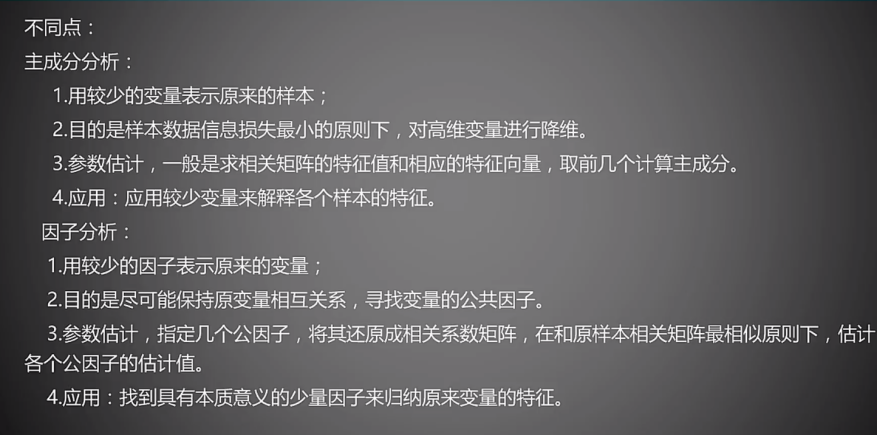 不同点：
主成分分析：
1.用较少的变量表示原来的样本；
2.目的是样本数据信息损失最小的原则下，对高维变量进行降维。
3.参数估计，一般是求相关矩阵的特征值和相应的特征向量，取前几个计算主成分。
4.应用：应用较少变量来解释各个样本的特征。
因子分析：
1.用较少的因子表示原来的变量；
2.目的是尽可能保持原变量相互关系，寻找变量的公共因子。
3.参数估计，指定几个公因子，将其还原成相关系数矩阵，在和原样本相关矩阵最相似原则下，估计
各个公因子的估计值。
4.应用：找到具有本质意义的少量因子来归纳原来变量的特征。